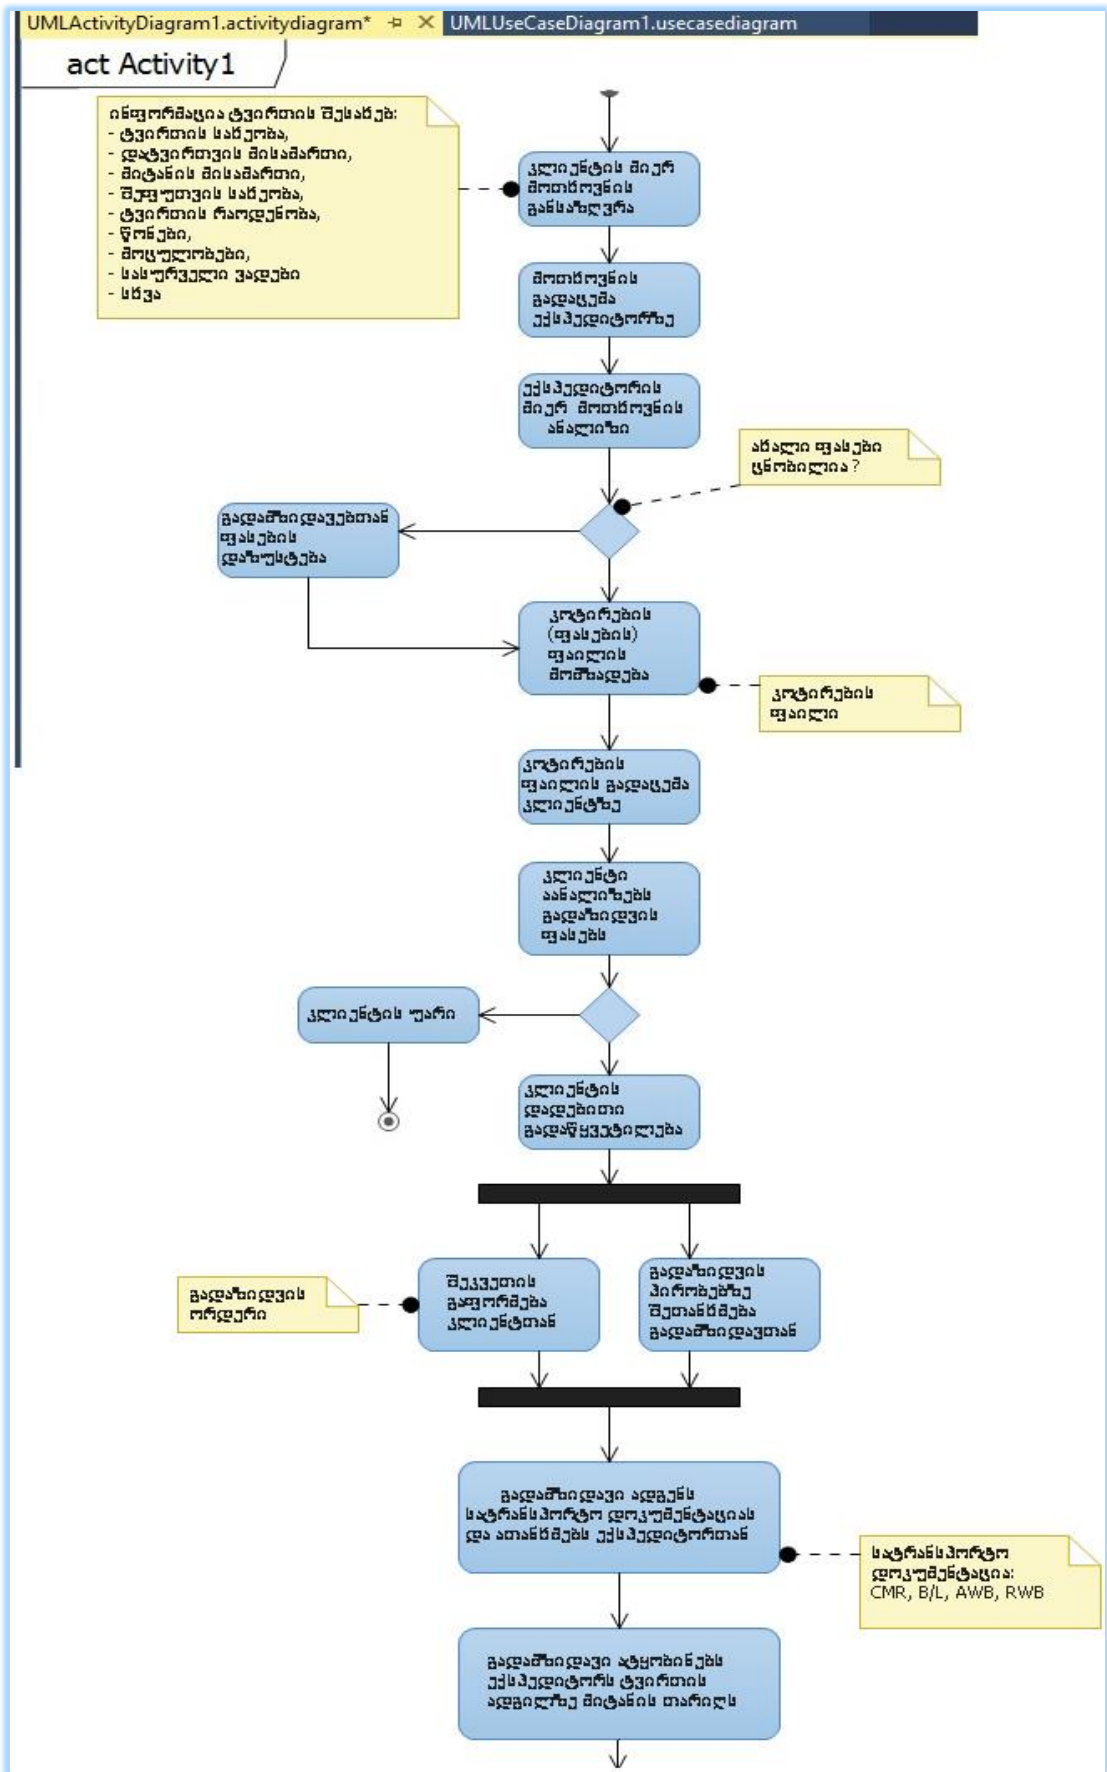 UMLActivityDiagram1.activitydiagram*
UMLUseCaseDiagram1.usecasediagram
act Activity1
ინფორმაცია ტვირთის შესახებ:
- ტვირთის სახეობა,
- დატვირთვის მისამართი,
- მიტანის მისამართი,
- შეფუთვის სახეობა,
- ტვირთის რაოდენობა,
- წონები,
- მოცულობები,
- სასურველი ვადები
- სხვა
კლიენტის მიერ
მოთხოვნის
განსაზღვრა
მოთხოვნის
გადაცემა
ექსპედიტორზე
ექსპედიტორის
მიერ მოთხოვნის
ანალიზი
ახალი ფასები
ცნობილია?
გადამზიდავებთან
ფასების
დაზუსტება
კოტირების
(ფასების)
ფაილის
მომზადება
კოტირების
ფაილი
კოტირების
ფაილის გადაცემა
კლიენტზე
კლიენტი
აანალიზებს
გადაზიდვის
ფასებს
კლიენტის უარი
კლიენტის
დადებითი
გადაწყვეტილება
გადაზიდვის
ორდერი
შეკვეთის
გაფორმება
კლიენტთან
გადაზიდვის
პირობებზე
შეთანხმება
გადამზიდავთან
გადამზიდავი ადგენს
სატრანსპორტო დოკუმენტაციას
და ათანხმებს ექსპედიტორთან
სატრანსპორტო
დოკუმენტაცია:
CMR, B/L, AWB, RWB
გადამზიდავი ატყობინებს
ექსპედიტორს ტვირთის
ადგილზე მიტანის თარიღს